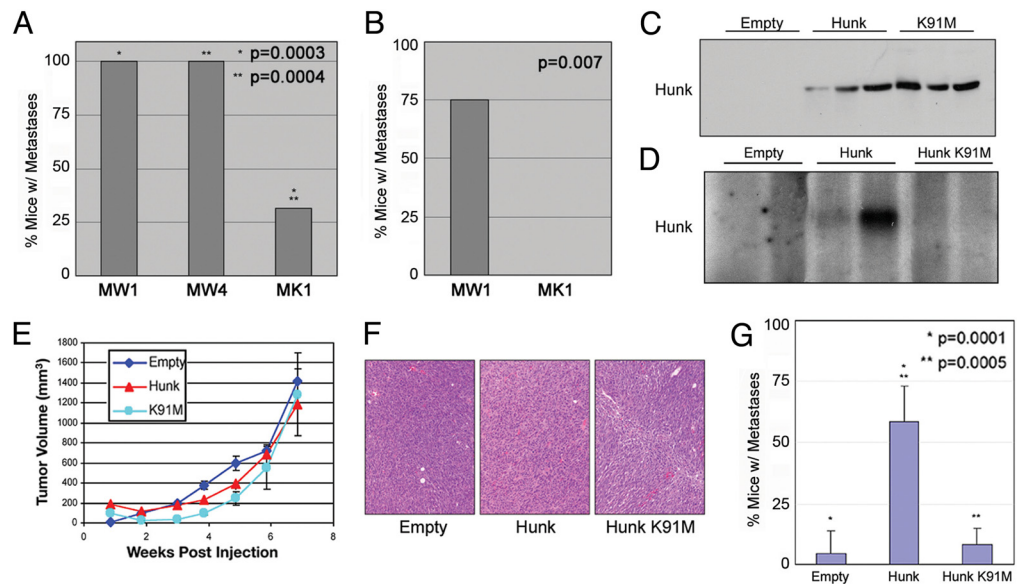 A
% Mice w/ Metastases
100
75
50
25
0
* p=0.0003
** p=0.0004
*
**
*
**
MW1 MW4 MK1
B
% Mice w/ Metastases
100
75
50
25
0
p=0.007
MW1 MK1
C
Empty Hunk K91M
Hunk
D
Empty Hunk Hunk K91M
Hunk
E
Tumor Volume (mm³)
1800
1600
1400
1200
1000
800
600
400
200
0
Empty
Hunk
K91M
0 2 4 6 8
Weeks Post Injection
F
Empty Hunk Hunk K91M
G
% Mice w/ Metastases
100
75
50
25
0
* p=0.0001
** p=0.0005
*
*
**
**
Empty Hunk Hunk K91M